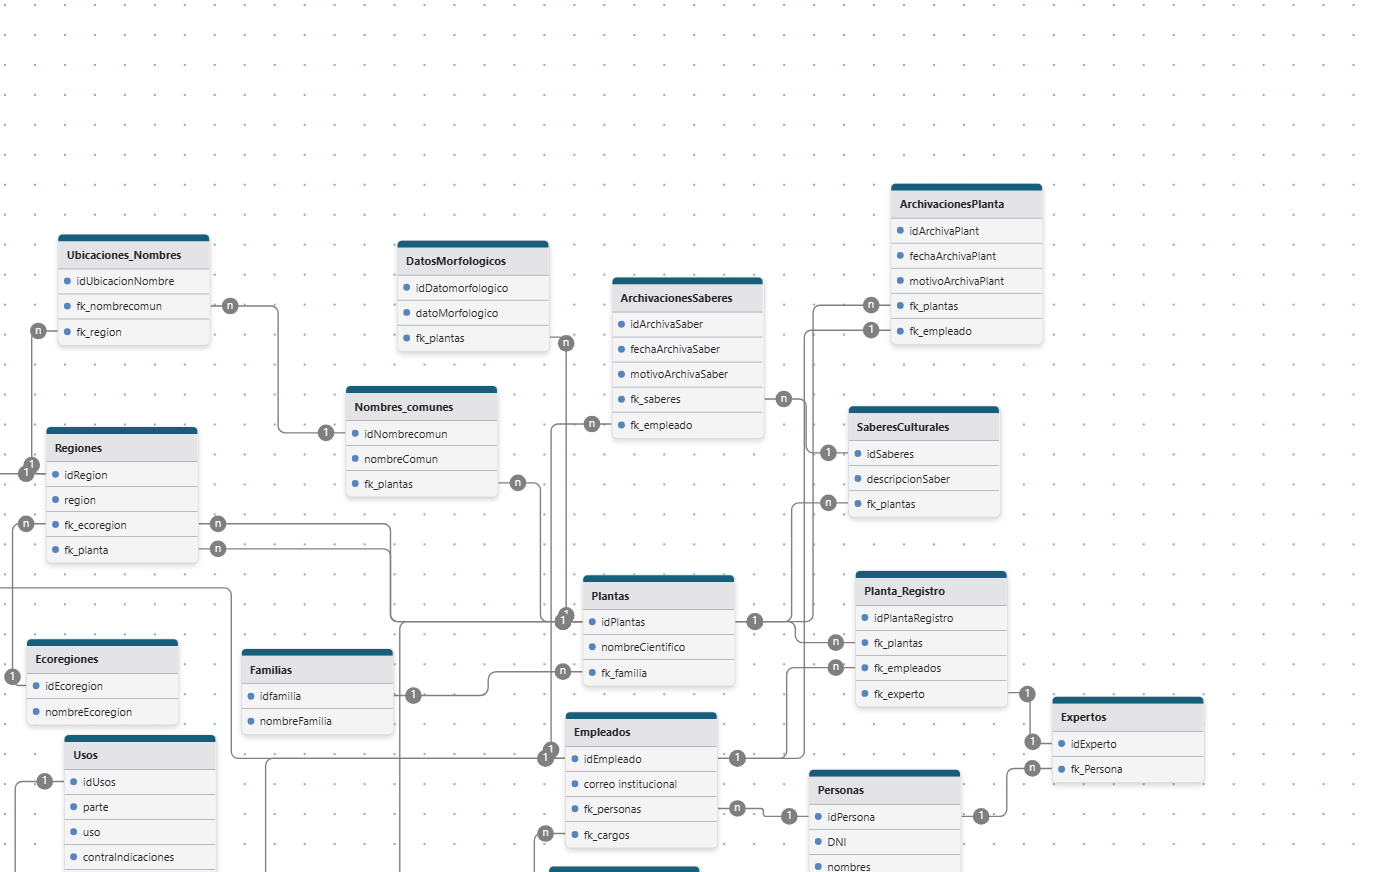 Ubicaciones_Nombres
idUbicacionNombre
fk_nombrecomun
fk_region
n
n
DatosMorfologicos
idDatomorfologico
datoMorfologico
fk_plantas
n
ArchivacionesSaberes
idArchivaSaber
fechaArchivaSaber
motivoArchivaSaber
fk_saberes
fk_empleado
n
n
ArchivacionesPlanta
idArchivaPlant
fechaArchivaPlant
motivoArchivaPlant
fk_plantas
fk_empleado
n
1
Nombres_comunes
idNombrecomun
nombreComun
fk_plantas
1
n
SaberesCulturales
idSaberes
descripcionSaber
fk_plantas
1
n
Regiones
idRegion
region
fk_ecoregion
fk_planta
1
1
n
n
n
Plantas
idPlantas
nombreCientifico
fk_familia
1
1
1
n
Planta_Registro
idPlantaRegistro
fk_plantas
fk_empleados
fk_experto
n
n
1
Ecoregiones
idEcoregion
nombreEcoregion
1
Familias
idfamilia
nombreFamilia
1
Empleados
idEmpleado
correo institucional
fk_personas
fk_cargos
1
1
1
n
n
Expertos
idExperto
fk_Persona
1
n
Usos
idUsos
parte
uso
contraIndicaciones
1
Personas
idPersona
DNI
nombres
1
1